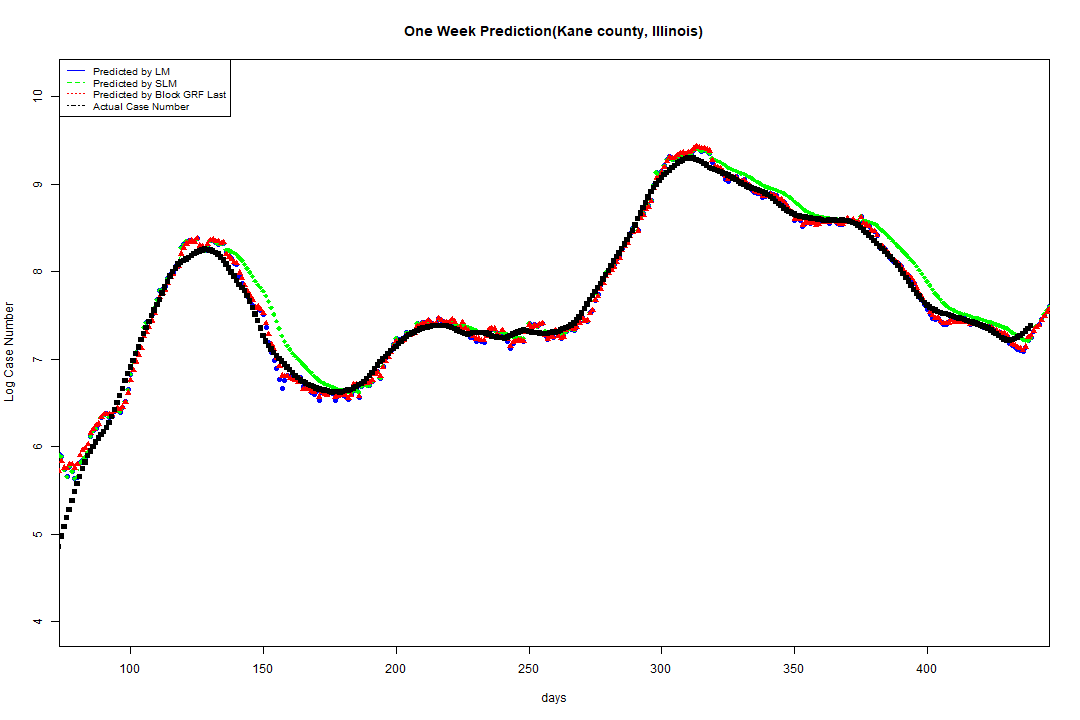 One Week Prediction(Kane county, Illinois)
Predicted by LM
Predicted by SLM
Predicted by Block GRF Last
Actual Case Number
10
9
8
7
6
5
4
Log Case Number
100 150 200 250 300 350 400
days